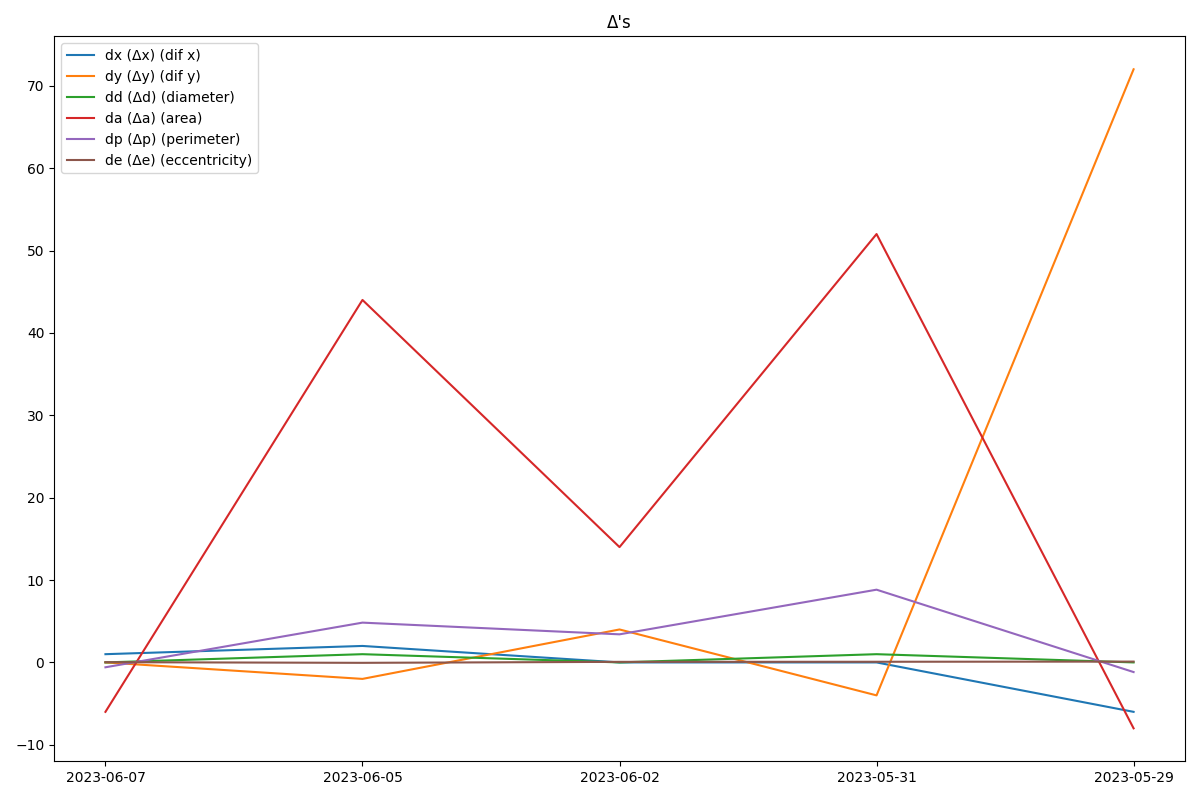 Δ's
dx (Δx) (dif x)
dy (Δy) (dif y)
dd (Δd) (diameter)
da (Δa) (area)
dp (Δp) (perimeter)
de (Δe) (eccentricity)
70
60
50
40
30
20
10
0
−10
2023-06-07 2023-06-05 2023-06-02 2023-05-31 2023-05-29